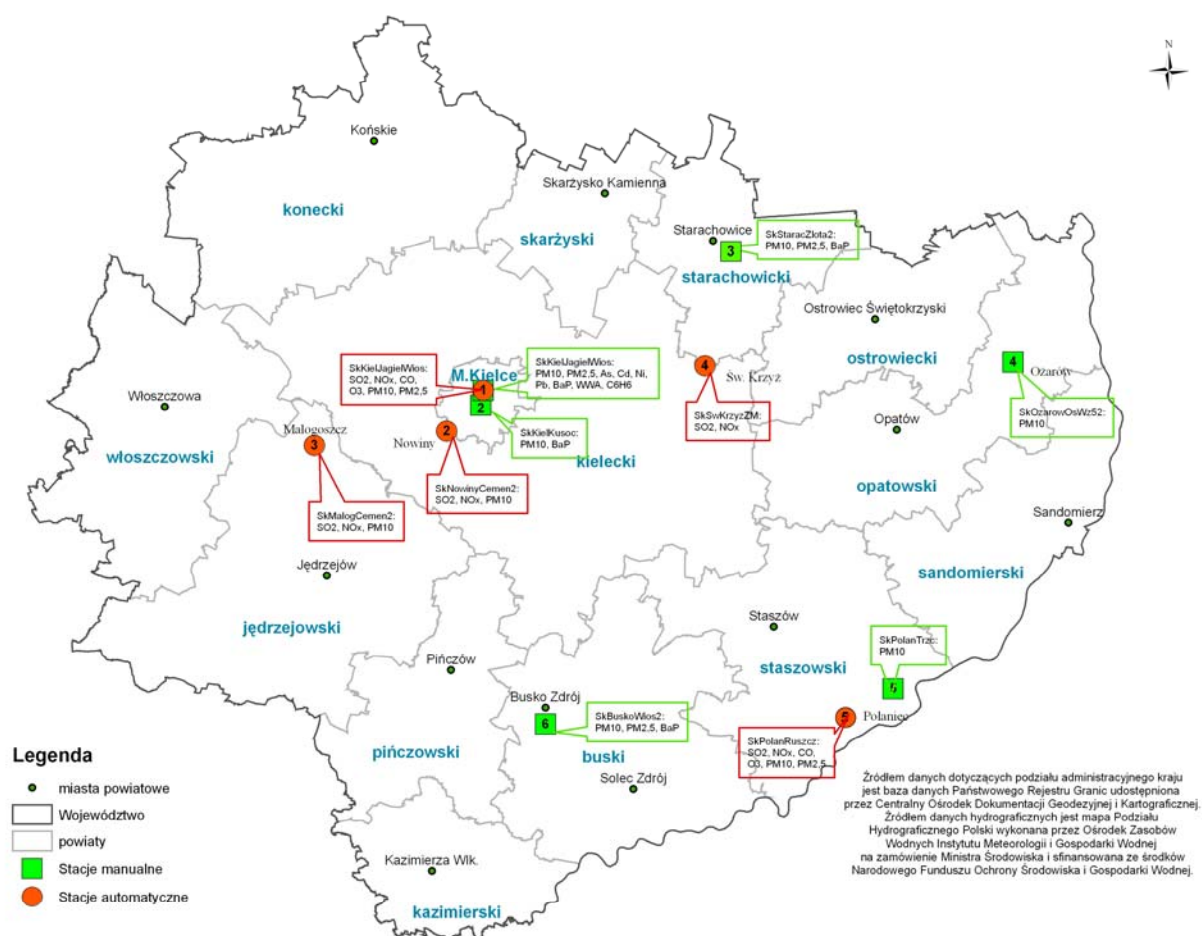 N
Końskie
konecki
Skarżysko Kamienna
skarżyski
Starachowice
3
SkStaracZlota2:
PM10, PM2,5, BaP
starachowicki
Ostrowiec Świętokrzyski
ostrowiecki
4
Ożarów
SkOzarowOsWz52:
PM10
SkKielJagielWios:
SO2, NOx, CO,
O3, PM10, PM2,5
M.Kielce
1
SkKielJagielWios:
PM10, PM2,5, As, Cd, Ni,
Pb, BaP, WWA, C6H6
4
Św. Krzyż
SkSwKrzyzZM:
SO2, NOx
Włoszczowa
włoszczowski
Małogoszcz
3
SkMalogCemen2:
SO2, NOx, PM10
Nowiny
2
2
SkKielKusoc:
PM10, BaP
SkNowinyCemen2:
SO2, NOx, PM10
kielecki
Opatów
opatowski
Sandomierz
sandomierski
Jędrzejów
jędrzejowski
Staszów
staszowski
SkPolanTrzc:
PM10
5
Połaniec
SkPolanRuszcz:
SO2, NOx, CO,
O3, PM10, PM2,5
Pińczów
pińczowski
Busko Zdrój
6
SkBuskoWios2:
PM10, PM2,5, BaP
buski
Solec Zdrój
Kazimierza Wlk.
kazimierski
Legenda
miasta powiatowe
Województwo
powiaty
Stacje manualne
Stacje automatyczne
Źródłem danych dotyczących podziału administracyjnego kraju
jest baza danych Państwowego Rejestru Granic udostępniona
przez Centralny Ośrodek Dokumentacji Geodezyjnej i Kartograficznej.
Źródłem danych hydrograficznych jest mapa Podziału
Hydrograficznego Polski wykonana przez Ośrodek Zasobów
Wodnych Instytutu Meteorologii i Gospodarki Wodnej
na zamówienie Ministra Środowiska i sfinansowana ze środków
Narodowego Funduszu Ochrony Środowiska i Gospodarki Wodnej.